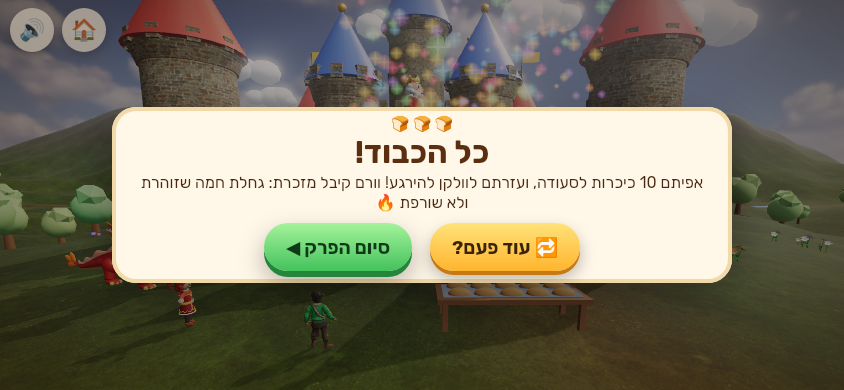 כל הכבוד!
אפיתם 10 כיכרות לסעודה, ועזרתם לוולקן להירגע! וורם קיבל מזכרת: גחלת חמה שזוהרת
ולא שורפת 🔥
🔁 עוד פעם?
סיום הפרק ◀